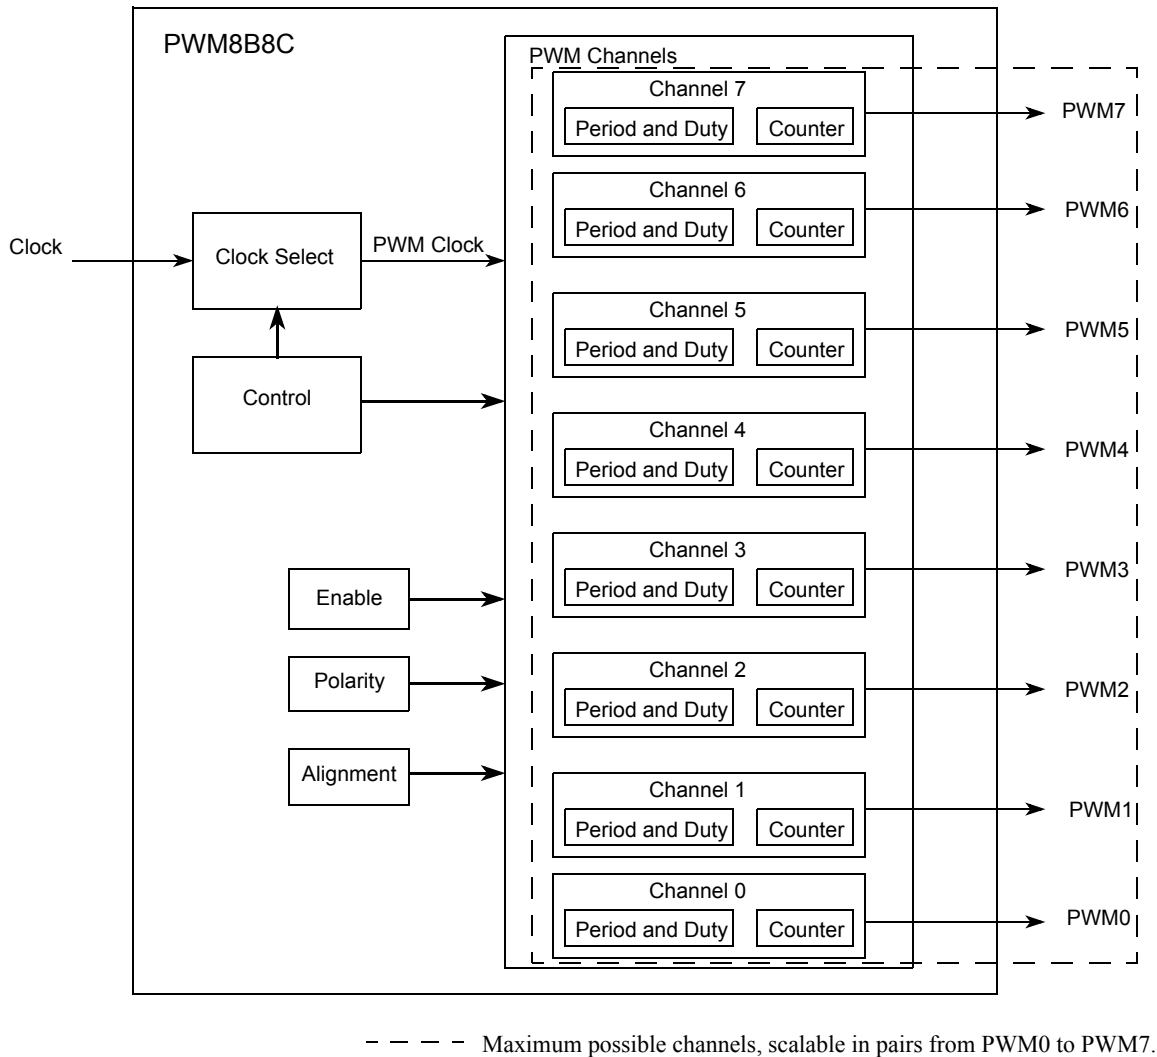 PWM8B8C
PWM Channels
Channel 7
Period and Duty
Counter
PWM7
Channel 6
Period and Duty
Counter
PWM6
Clock
Clock Select
PWM Clock
Channel 5
Period and Duty
Counter
PWM5
Control
Channel 4
Period and Duty
Counter
PWM4
Channel 3
Period and Duty
Counter
PWM3
Enable
Channel 2
Period and Duty
Counter
PWM2
Polarity
Alignment
Channel 1
Period and Duty
Counter
PWM1
Channel 0
Period and Duty
Counter
PWM0
Maximum possible channels, scalable in pairs from PWM0 to PWM7.